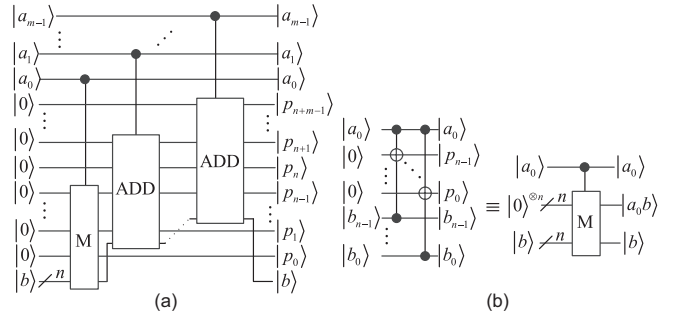 |a_{m-1}⟩ |a_{m-1}⟩
|a_1⟩ |a_1⟩
|a_0⟩ |a_0⟩
|0⟩ |p_{n+m-1}⟩
|0⟩ ADD |p_{n+1}⟩
|0⟩ ADD |p_n⟩
|0⟩ |p_{n-1}⟩
M
|0⟩ |p_1⟩
|0⟩ |p_0⟩
|b⟩ n |b⟩
(a)
|a_0⟩ |a_0⟩
|0⟩ |p_{n-1}⟩
|0⟩ |p_0⟩
|b_{n-1}⟩ |b_{n-1}⟩
|b_0⟩ |b_0⟩
≡
|a_0⟩ |a_0⟩
|0⟩^{⊗n} n M |a_0b⟩
|b⟩ n |b⟩
(b)